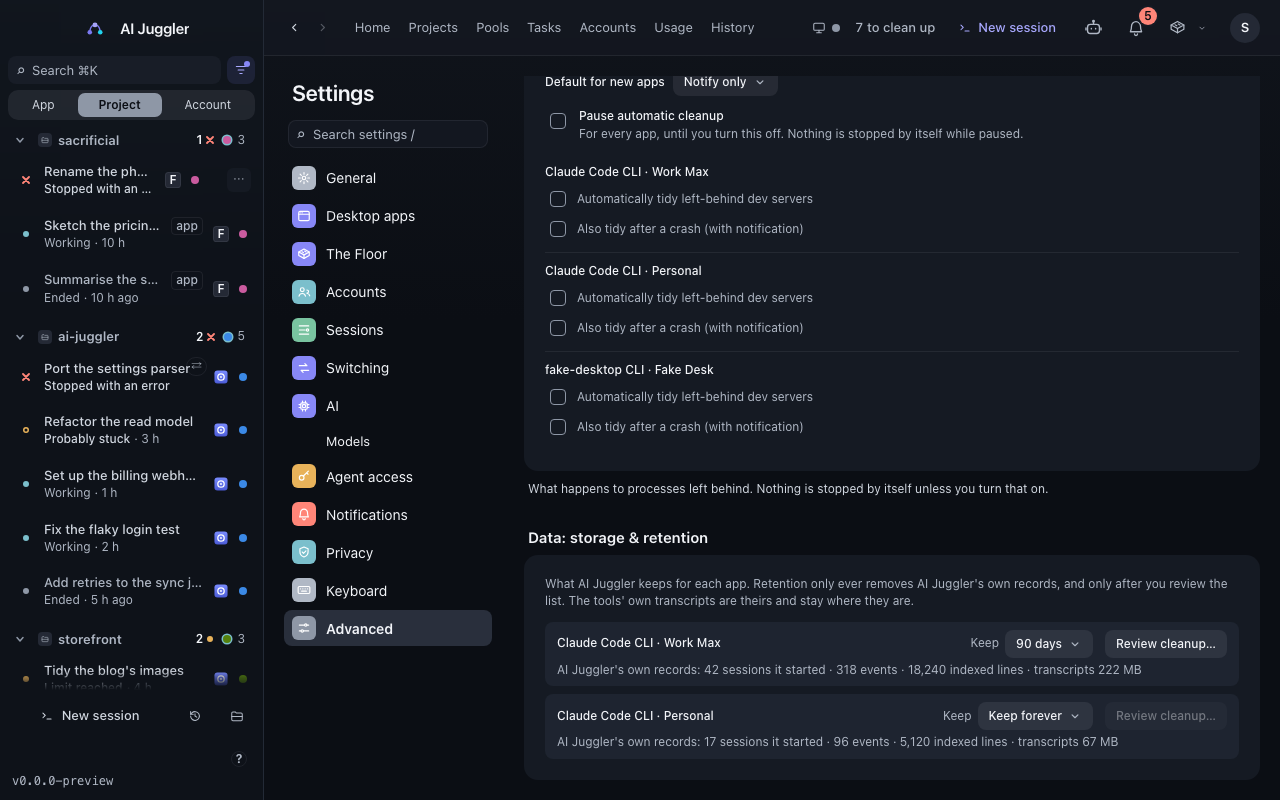 AI Juggler
Search ⌘K
App Project Account
sacrificial 1 3
Rename the ph...
Stopped with an ... F
Sketch the pricin... app
Working · 10 h F
Summarise the s... app
Ended · 10 h ago F
ai-juggler 2 5
Port the settings parser
Stopped with an error
Refactor the read model
Probably stuck · 3 h
Set up the billing webh...
Working · 1 h
Fix the flaky login test
Working · 2 h
Add retries to the sync j...
Ended · 5 h ago
storefront 2 3
Tidy the blog's images
Limit reached · 4 h
New session
?
v0.0.0-preview
Home Projects Pools Tasks Accounts Usage History 7 to clean up New session 5 S
Settings
Search settings /
General
Desktop apps
The Floor
Accounts
Sessions
Switching
AI
Models
Agent access
Notifications
Privacy
Keyboard
Advanced
Default for new apps Notify only
Pause automatic cleanup
For every app, until you turn this off. Nothing is stopped by itself while paused.
Claude Code CLI · Work Max
Automatically tidy left-behind dev servers
Also tidy after a crash (with notification)
Claude Code CLI · Personal
Automatically tidy left-behind dev servers
Also tidy after a crash (with notification)
fake-desktop CLI · Fake Desk
Automatically tidy left-behind dev servers
Also tidy after a crash (with notification)
What happens to processes left behind. Nothing is stopped by itself unless you turn that on.
Data: storage & retention
What AI Juggler keeps for each app. Retention only ever removes AI Juggler's own records, and only after you review the
list. The tools' own transcripts are theirs and stay where they are.
Claude Code CLI · Work Max Keep 90 days Review cleanup...
AI Juggler's own records: 42 sessions it started · 318 events · 18,240 indexed lines · transcripts 222 MB
Claude Code CLI · Personal Keep Keep forever Review cleanup...
AI Juggler's own records: 17 sessions it started · 96 events · 5,120 indexed lines · transcripts 67 MB